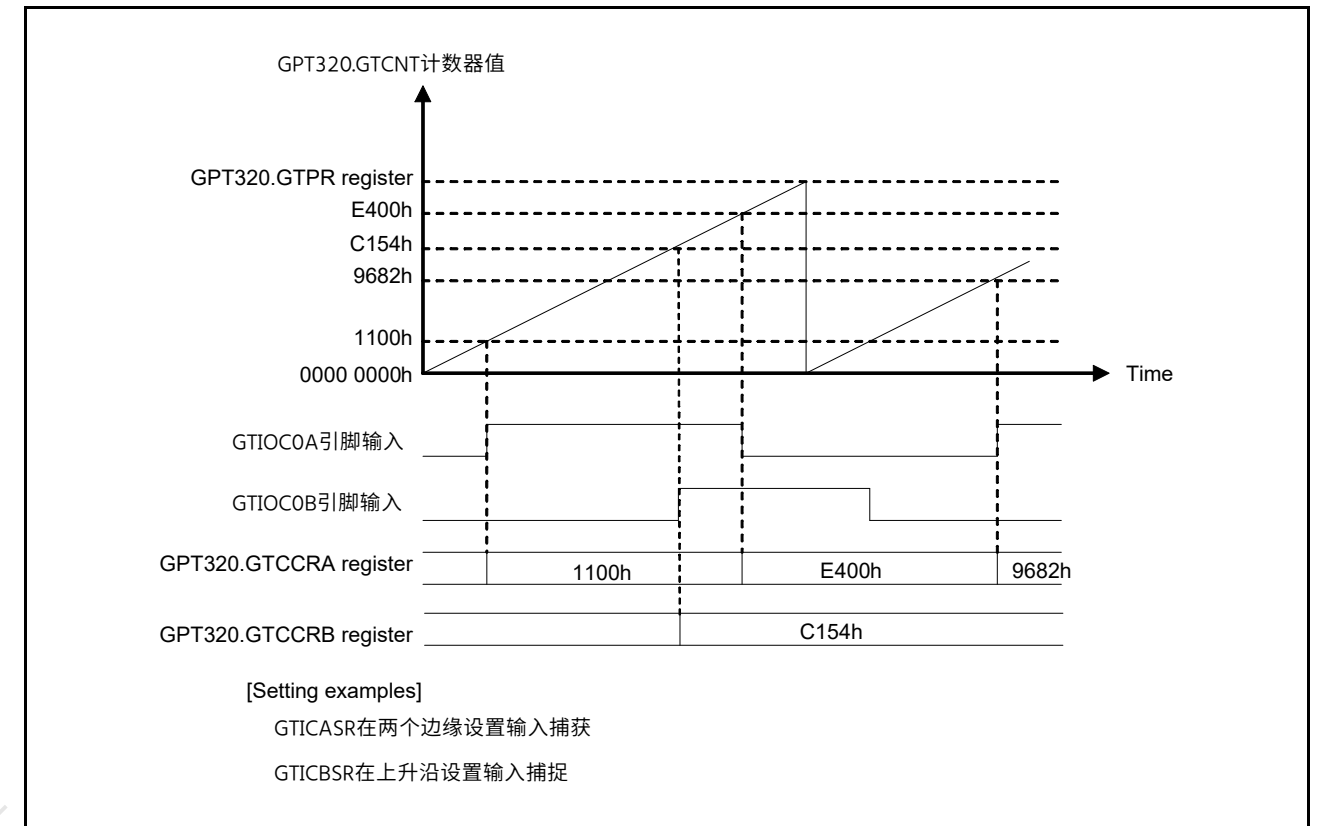 GPT320.GTCNT计数器值
GPT320.GTPR register
E400h
C154h
9682h
1100h
0000 0000h
Time
GTIOC0A引脚输入
GTIOC0B引脚输入
GPT320.GTCCRA register
1100h
E400h
9682h
GPT320.GTCCRB register
C154h
[Setting examples]
GTICASR在两个边缘设置输入捕获
GTICBSR在上升沿设置输入捕捉